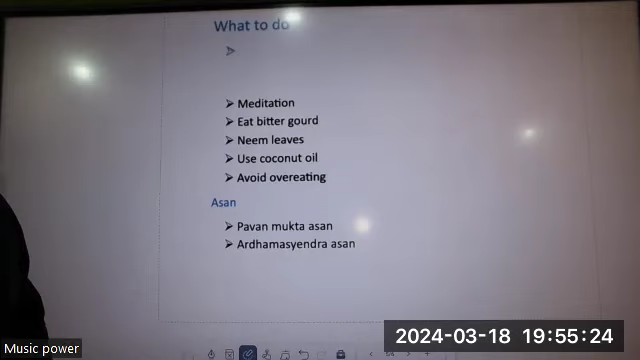 What to do
Meditation
Eat bitter gourd
Neem leaves
Use coconut oil
Avoid overeating
Asan
Pavan mukta asan
Ardhamasyendra asan
Music power
2024-03-18 19:55:24